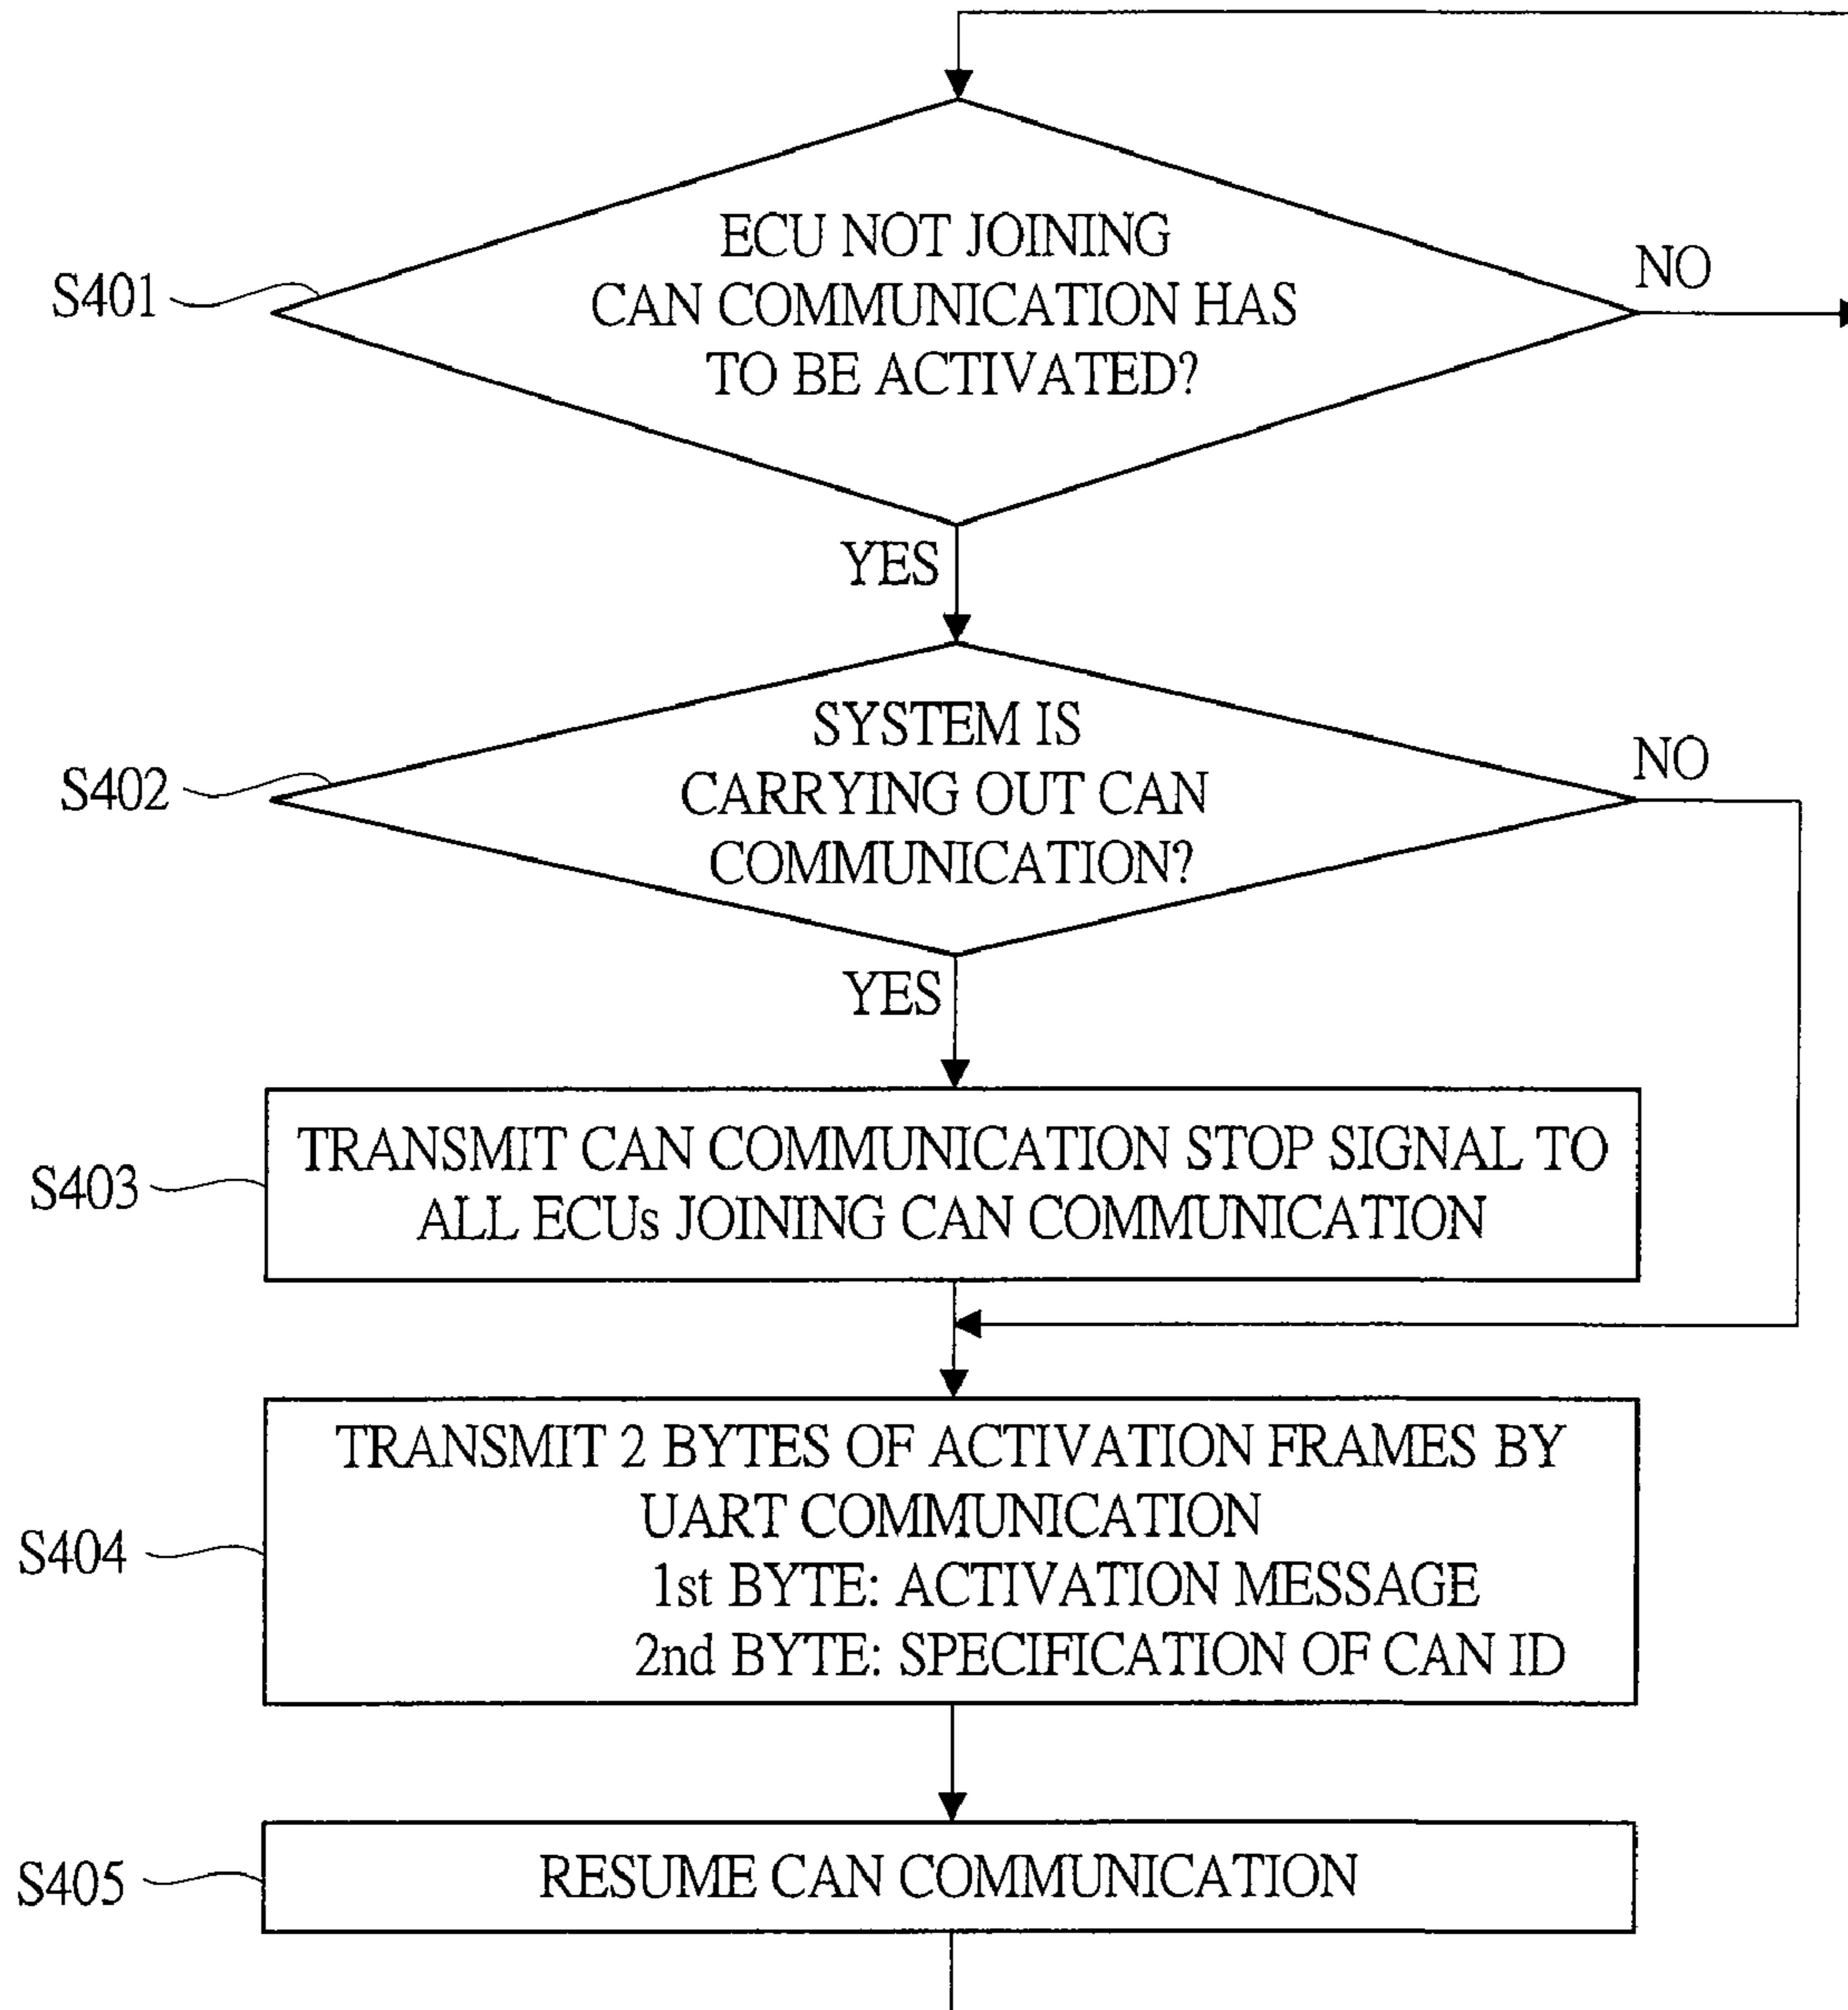 ECU NOT JOINING
CAN COMMUNICATION HAS
TO BE ACTIVATED?
S401
NO
YES
SYSTEM IS
CARRYING OUT CAN
COMMUNICATION?
S402
NO
YES
TRANSMIT CAN COMMUNICATION STOP SIGNAL TO
ALL ECUs JOINING CAN COMMUNICATION
S403
TRANSMIT 2 BYTES OF ACTIVATION FRAMES BY
UART COMMUNICATION
1st BYTE: ACTIVATION MESSAGE
2nd BYTE: SPECIFICATION OF CAN ID
S404
RESUME CAN COMMUNICATION
S405